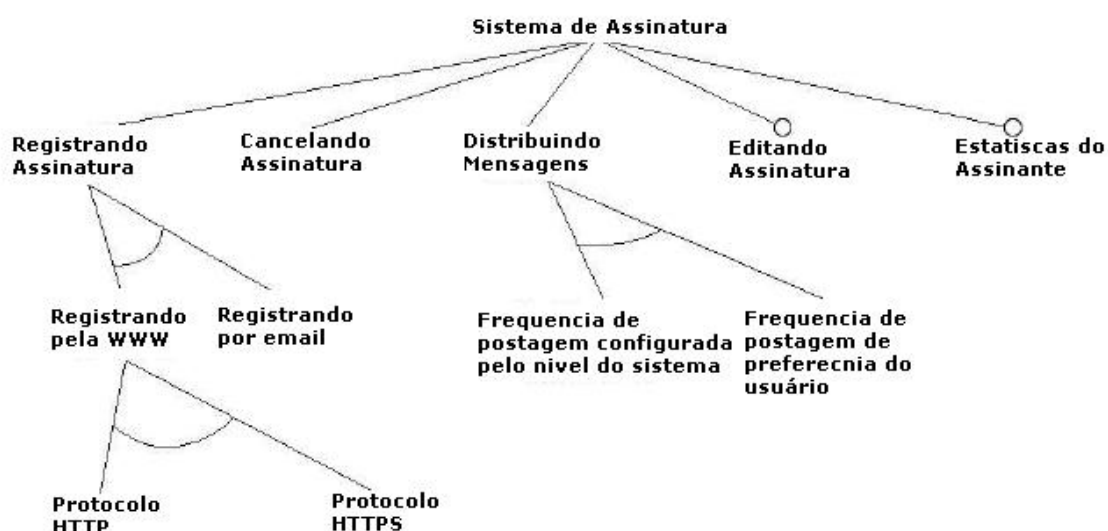 Sistema de Assinatura
Registrando
Assinatura
Cancelando
Assinatura
Distribuindo
Mensagens
Editando
Assinatura
Estatiscas do
Assinante
Registrando
pela WWW
Registrando
por email
Frequencia de
postagem configurada
pelo nivel do sistema
Frequencia de
postagem de
preferecnia do
usuário
Protocolo
HTTP
Protocolo
HTTPS